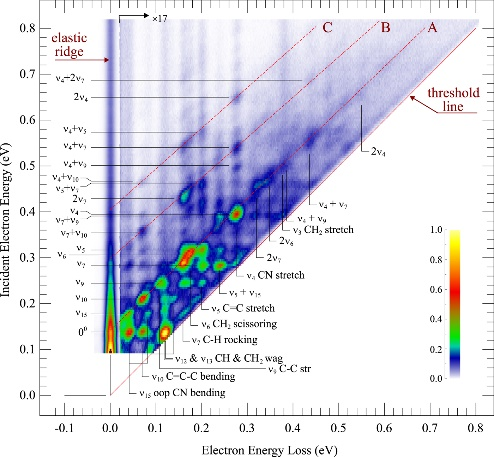 ×17
C
B
A
0.8
elastic
ridge
0.7
ν4+2ν7
2ν4
threshold
line
0.6
ν4+ν5
ν4+ν7
ν4+ν9
0.5
2ν4
ν4+ν10
ν4 + ν7
ν4 + ν9
2ν7
ν3 CH2 stretch
0.4
ν4
ν7+ν9
2ν6
ν7+ν10
2ν7
ν5
ν6
0.3
ν7
ν4 CN stretch
ν9
ν5 + ν15
ν10
0.2
ν5 C=C stretch
ν15
ν6 CH2 scissoring
0⁰
ν7 C-H rocking
0.1
ν12 & ν13 CH & CH2 wag
ν9 C-C str
ν10 C=C-C bending
ν15 oop CN bending
0.0
1.0
0.8
0.6
0.4
0.2
0.0
-0.1 0.0 0.1 0.2 0.3 0.4 0.5 0.6 0.7 0.8
Electron Energy Loss (eV)
Incident Electron Energy (eV)